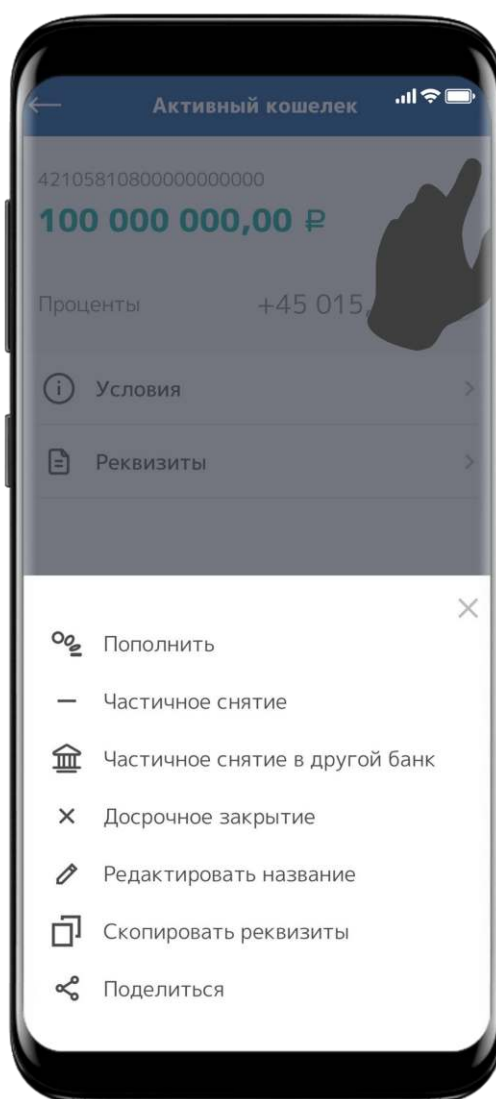 Активный кошелек
42105810800000000000
100 000 000,00 ₽
Проценты +45 015,
Условия
Реквизиты
Пополнить
Частичное снятие
Частичное снятие в другой банк
Досрочное закрытие
Редактировать название
Скопировать реквизиты
Поделиться